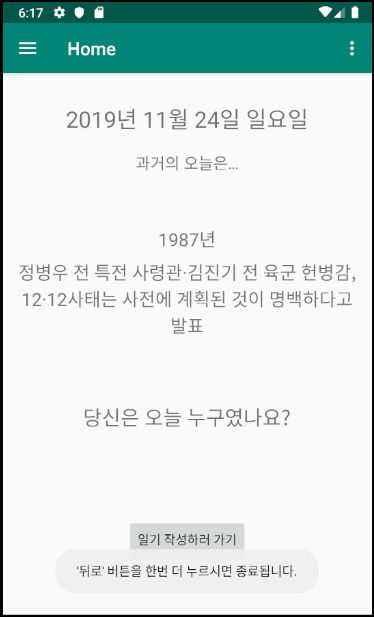 6:17
Home
2019년 11월 24일 일요일
과거의 오늘은...
1987년
정병우 전 특전 사령관·김진기 전 육군 헌병감,
12·12사태는 사전에 계획된 것이 명백하다고
발표
당신은 오늘 누구였나요?
일기 작성하러 가기
'뒤로' 버튼을 한번 더 누르시면 종료됩니다.